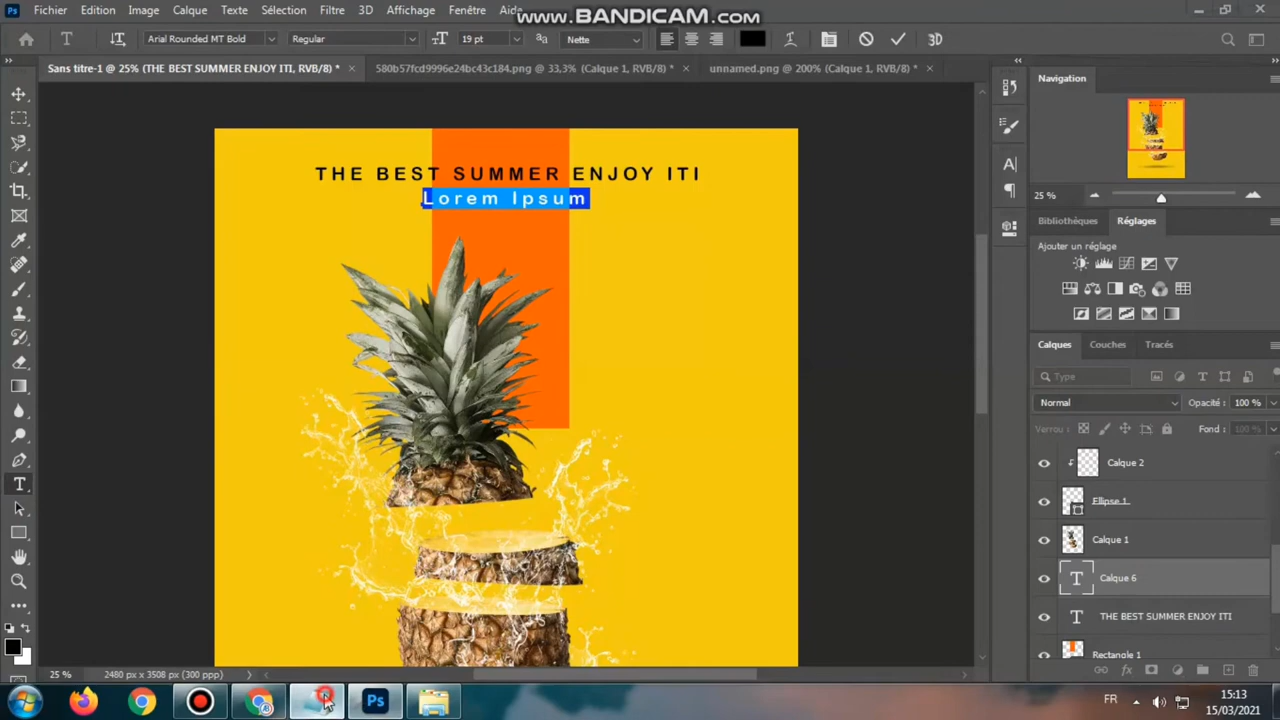 www.BANDICAM.com
Ps Fichier Edition Image Calque Texte Sélection Filtre 3D Affichage Fenêtre Aide
T Arial Rounded MT Bold Regular 19 pt Nette 3D
Sans titre-1 @ 25% (THE BEST SUMMER ENJOY ITI, RVB/8) * 580b57fcd9996e24bc43c184.png @ 33,3% (Calque 1, RVB/8) * unnamed.png @ 200% (Calque 1, RVB/8) *
Navigation
THE BEST SUMMER ENJOY ITI
Lorem Ipsum
25 %
Bibliothèques Réglages
Ajouter un réglage
Calques Couches Tracés
Type
Normal Opacité : 100 %
Verrou : Fond : 100 %
Calque 2
Ellipse 1
Calque 1
Calque 6
THE BEST SUMMER ENJOY ITI
Rectangle 1
25 % 2480 px x 3508 px (300 ppp)
Ps FR 15:13
15/03/2021